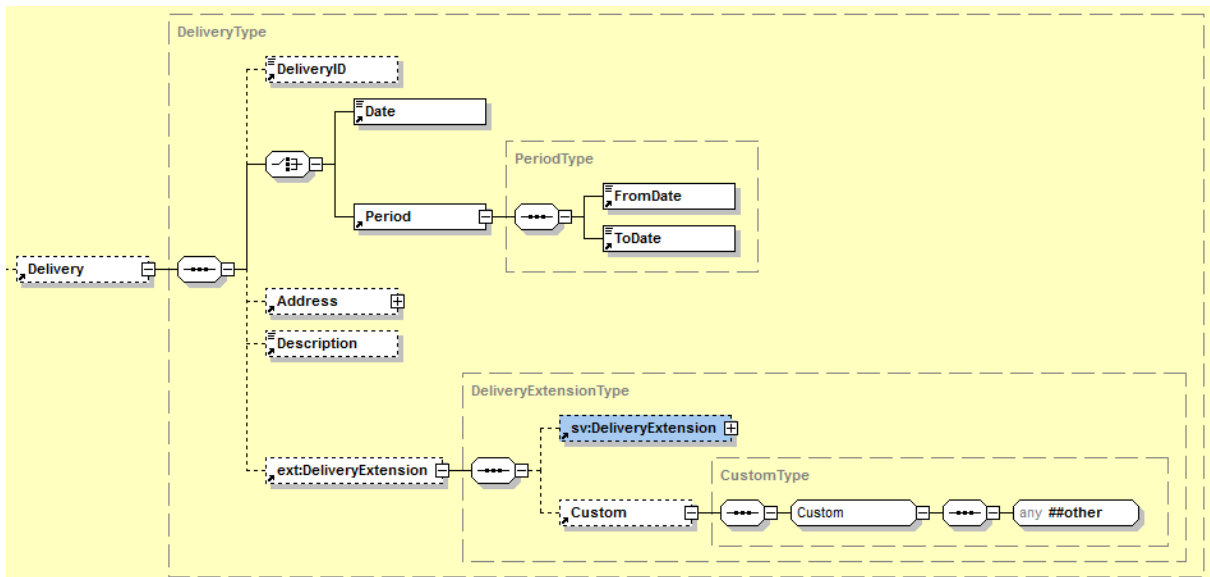 DeliveryType
DeliveryID
Date
PeriodType
FromDate
Period
ToDate
Delivery
Address
Description
DeliveryExtensionType
sv:DeliveryExtension
ext:DeliveryExtension
CustomType
Custom
Custom
any ##other